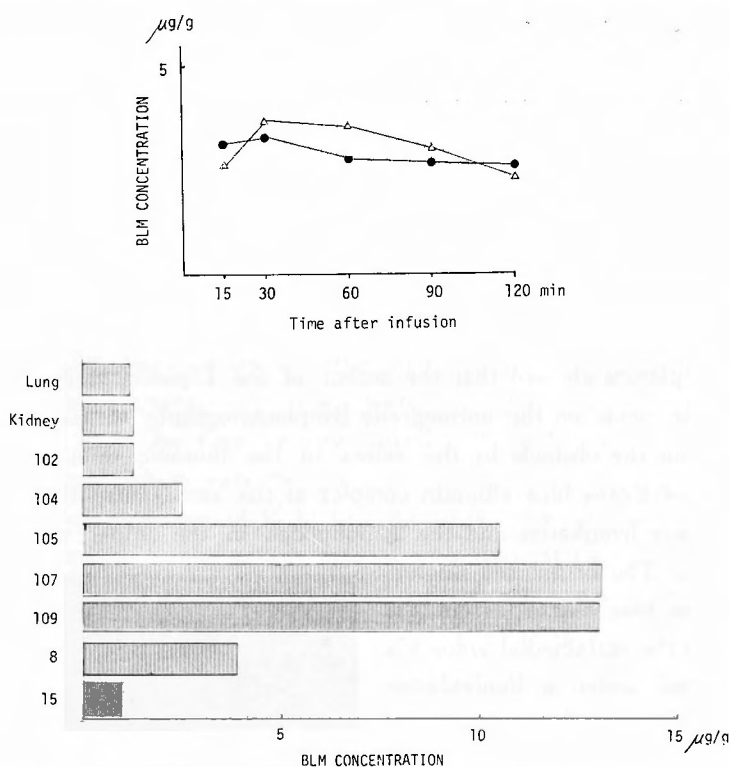 µg/g
5
BLM CONCENTRATION
15 30 60 90 120 min
Time after infusion
Lung
Kidney
102
104
105
107
109
8
15
5 10 15 µg/g
BLM CONCENTRATION